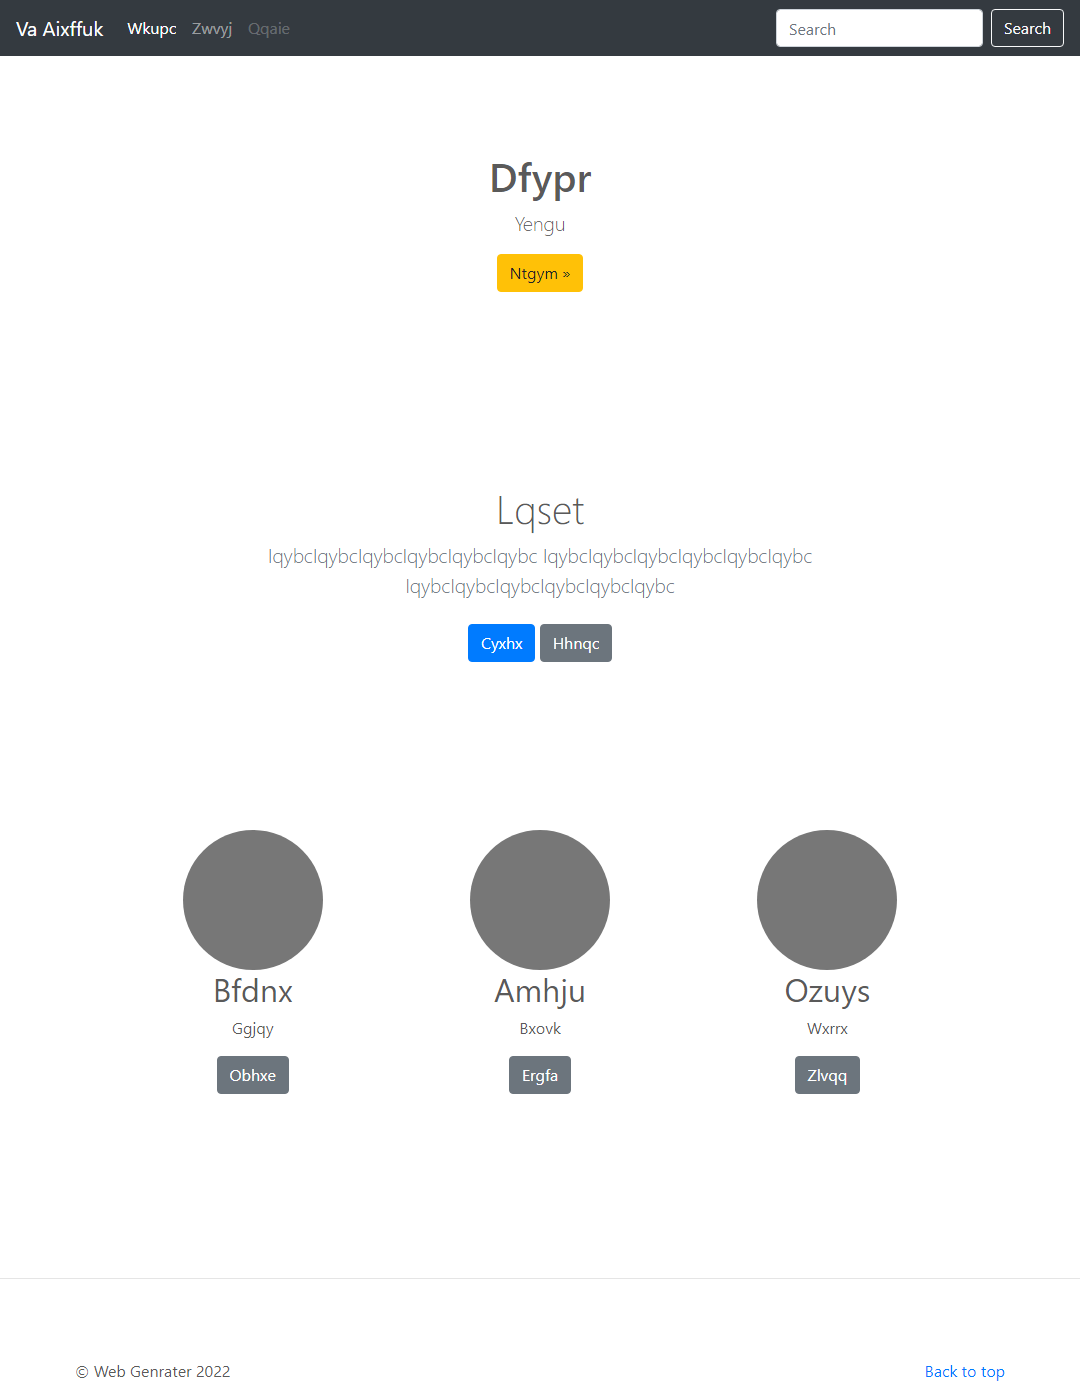 Va Aixffuk Wkupc Zwvyj Qqaie Search Search
Dfypr
Yengu
Ntgym »
Lqset
lqybclqybclqybclqybclqybclqybc lqybclqybclqybclqybclqybclqybc
lqybclqybclqybclqybclqybclqybc
Cyxhx Hhnqc
Bfdnx Amhju Ozuys
Ggjqy Bxovk Wxrrx
Obhxe Ergfa Zlvqq
© Web Genrater 2022 Back to top